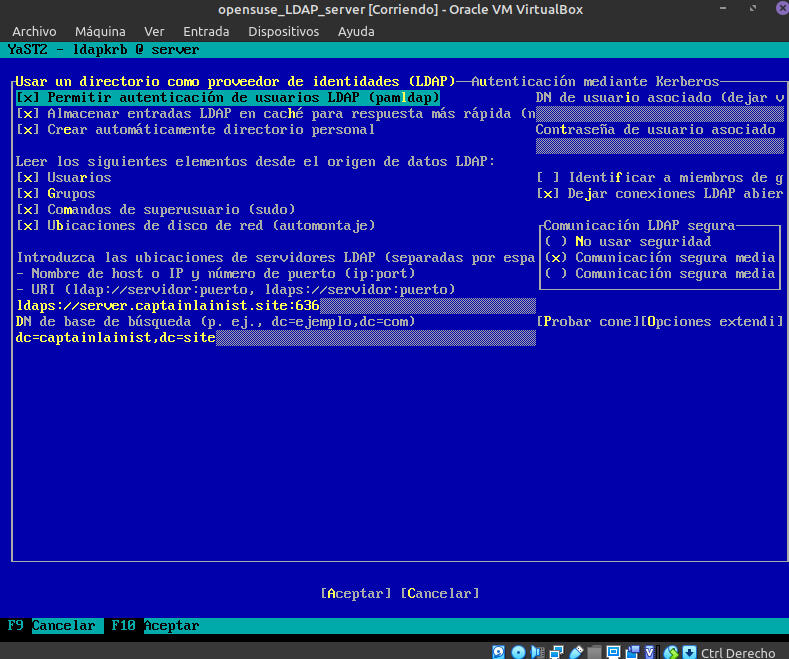 opensuse_LDAP_server [Corriendo] - Oracle VM VirtualBox
Archivo Máquina Ver Entrada Dispositivos Ayuda
YaST2 - ldapkrb @ server
Usar un directorio como proveedor de identidades (LDAP)—Autenticación mediante Kerberos
[x] Permitir autenticación de usuarios LDAP (pamldap)
DN de usuario asociado (dejar v
[x] Almacenar entradas LDAP en caché para respuesta más rápida (n
[x] Crear automáticamente directorio personal
Contraseña de usuario asociado
Leer los siguientes elementos desde el origen de datos LDAP:
[x] Usuarios
[ ] Identificar a miembros de g
[x] Grupos
[x] Dejar conexiones LDAP abier
[x] Comandos de superusuario (sudo)
[x] Ubicaciones de disco de red (automontaje)
Comunicación LDAP segura
( ) No usar seguridad
(x) Comunicación segura media
( ) Comunicación segura media
Introduzca las ubicaciones de servidores LDAP (separadas por espa
- Nombre de host o IP y número de puerto (ip:port)
- URI (ldap://servidor:puerto, ldaps://servidor:puerto)
ldaps://server.captainlainist.site:636
DN de base de búsqueda (p. ej., dc=ejemplo,dc=com)
[Probar cone][Opciones extendi]
dc=captainlainist,dc=site
[Aceptar] [Cancelar]
F9 Cancelar F10 Aceptar
Ctrl Derecho